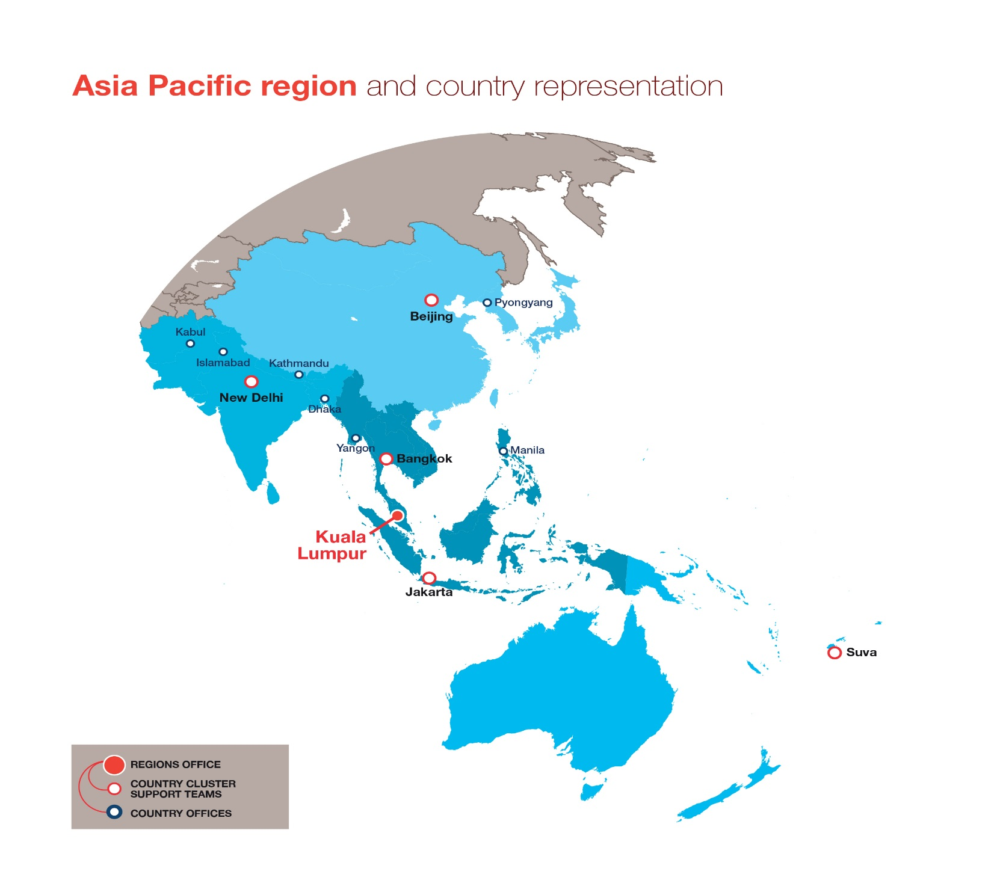 Asia Pacific region and country representation
Pyongyang
Beijing
Kabul
Islamabad
Kathmandu
New Delhi
Dhaka
Yangon
Manila
Bangkok
Kuala
Lumpur
Jakarta
Suva
REGIONS OFFICE
COUNTRY CLUSTER
SUPPORT TEAMS
COUNTRY OFFICES